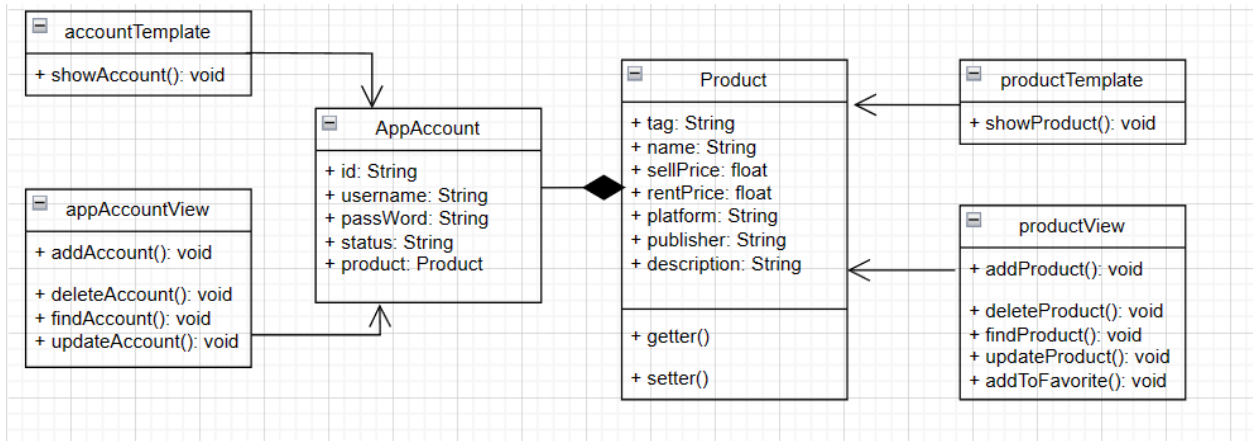 accountTemplate
+ showAccount(): void
appAccountView
+ addAccount(): void
+ deleteAccount(): void
+ findAccount(): void
+ updateAccount(): void
AppAccount
+ id: String
+ username: String
+ passWord: String
+ status: String
+ product: Product
Product
+ tag: String
+ name: String
+ sellPrice: float
+ rentPrice: float
+ platform: String
+ publisher: String
+ description: String
+ getter()
+ setter()
productTemplate
+ showProduct(): void
productView
+ addProduct(): void
+ deleteProduct(): void
+ findProduct(): void
+ updateProduct(): void
+ addToFavorite(): void